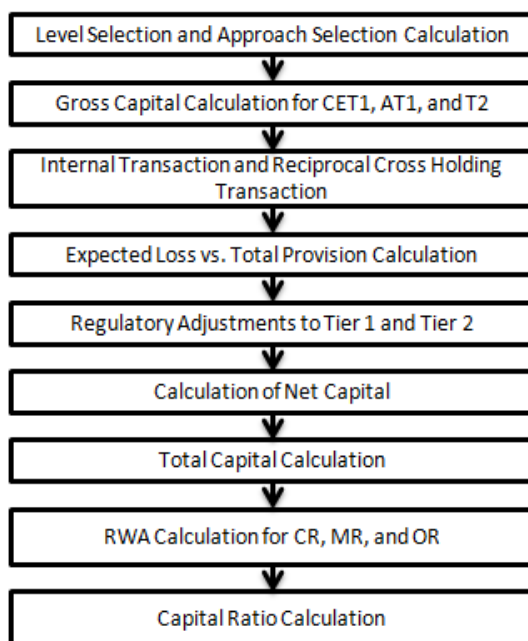 Level Selection and Approach Selection Calculation
Gross Capital Calculation for CET1, AT1, and T2
Internal Transaction and Reciprocal Cross Holding
Transaction
Expected Loss vs. Total Provision Calculation
Regulatory Adjustments to Tier 1 and Tier 2
Calculation of Net Capital
Total Capital Calculation
RWA Calculation for CR, MR, and OR
Capital Ratio Calculation